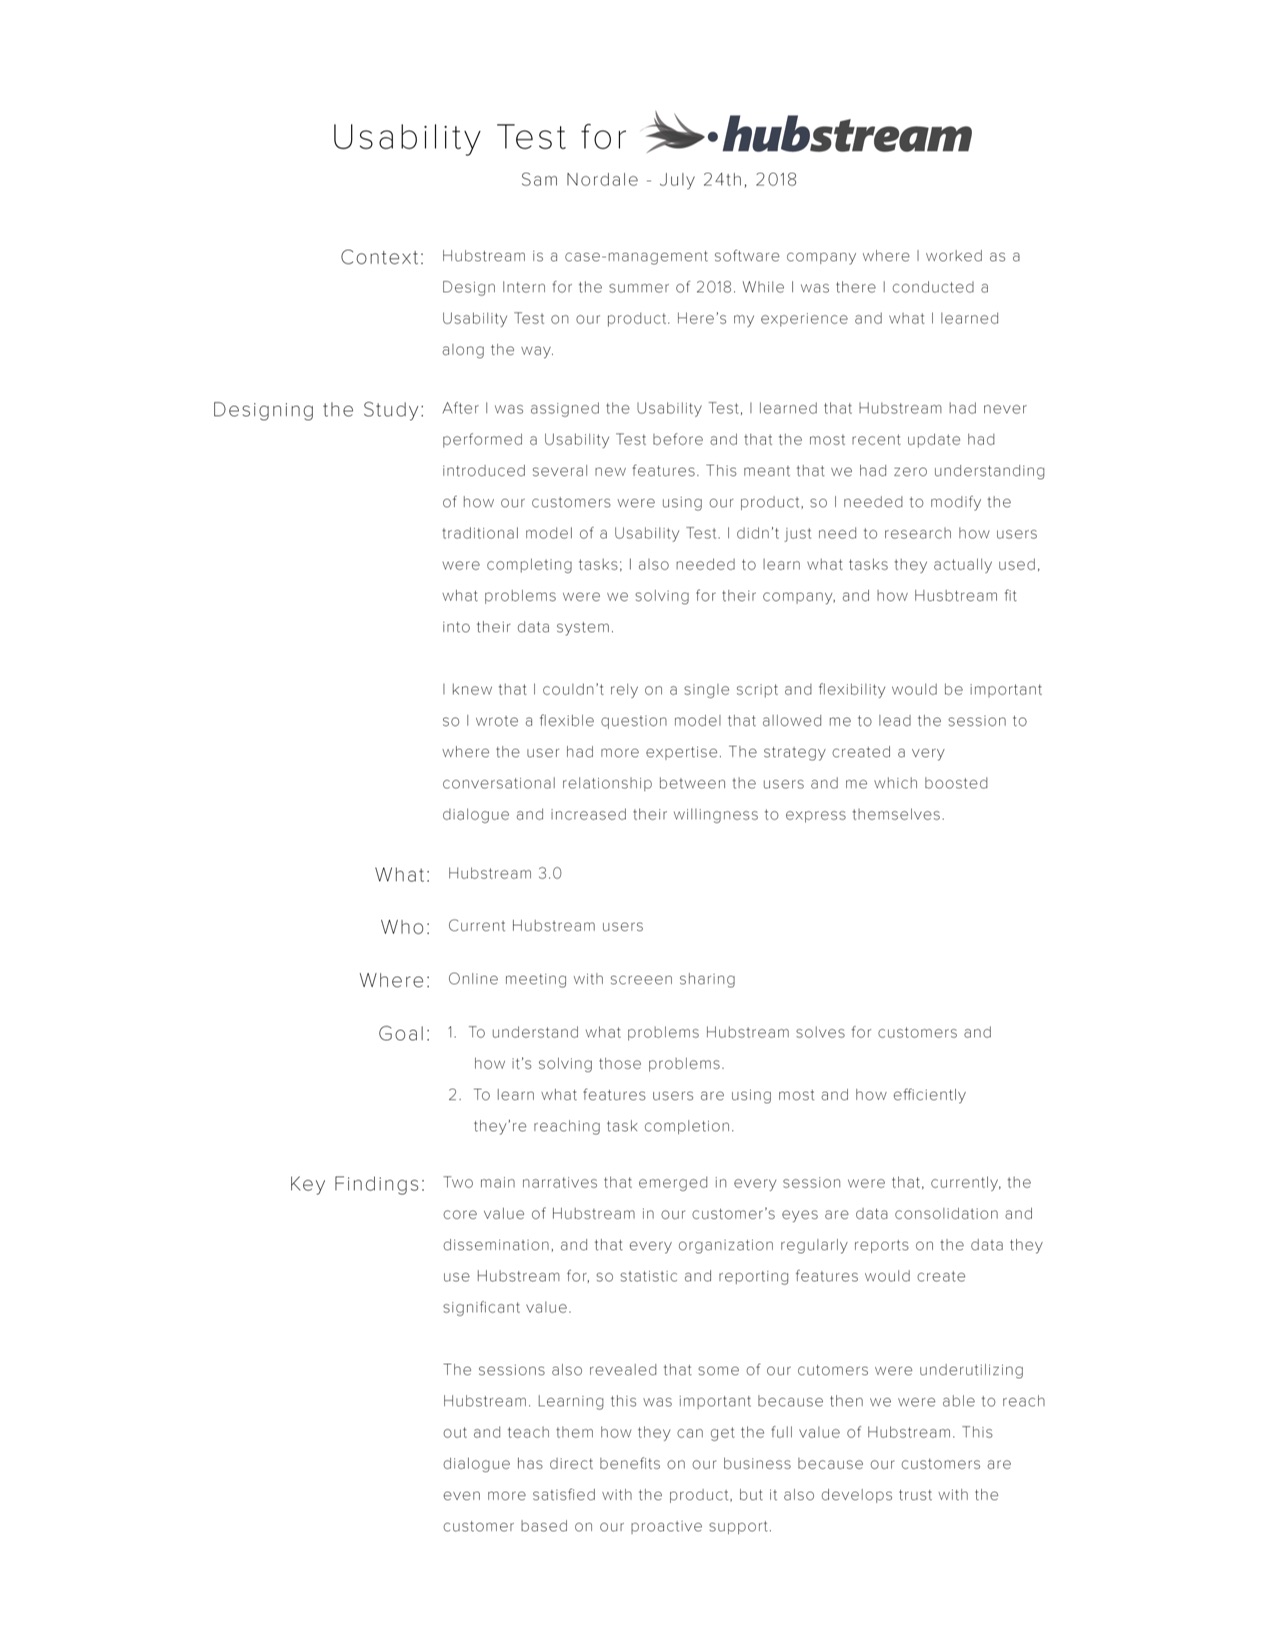 Usability Test for hubstream
Sam Nordale - July 24th, 2018
Context: Hubstream is a case-management software company where I worked as a
Design Intern for the summer of 2018. While I was there I conducted a
Usability Test on our product. Here's my experience and what I learned
along the way.
Designing the Study: After I was assigned the Usability Test, I learned that Hubstream had never
performed a Usability Test before and that the most recent update had
introduced several new features. This meant that we had zero understanding
of how our customers were using our product, so I needed to modify the
traditional model of a Usability Test. I didn't just need to research how users
were completing tasks; I also needed to learn what tasks they actually used,
what problems were we solving for their company, and how Husbtream fit
into their data system.
I knew that I couldn't rely on a single script and flexibility would be important
so I wrote a flexible question model that allowed me to lead the session to
where the user had more expertise. The strategy created a very
conversational relationship between the users and me which boosted
dialogue and increased their willingness to express themselves.
What: Hubstream 3.0
Who: Current Hubstream users
Where: Online meeting with screeen sharing
Goal: 1. To understand what problems Hubstream solves for customers and
how it's solving those problems.
2. To learn what features users are using most and how efficiently
they're reaching task completion.
Key Findings: Two main narratives that emerged in every session were that, currently, the
core value of Hubstream in our customer's eyes are data consolidation and
dissemination, and that every organization regularly reports on the data they
use Hubstream for, so statistic and reporting features would create
significant value.
The sessions also revealed that some of our cutomers were underutilizing
Hubstream. Learning this was important because then we were able to reach
out and teach them how they can get the full value of Hubstream. This
dialogue has direct benefits on our business because our customers are
even more satisfied with the product, but it also develops trust with the
customer based on our proactive support.